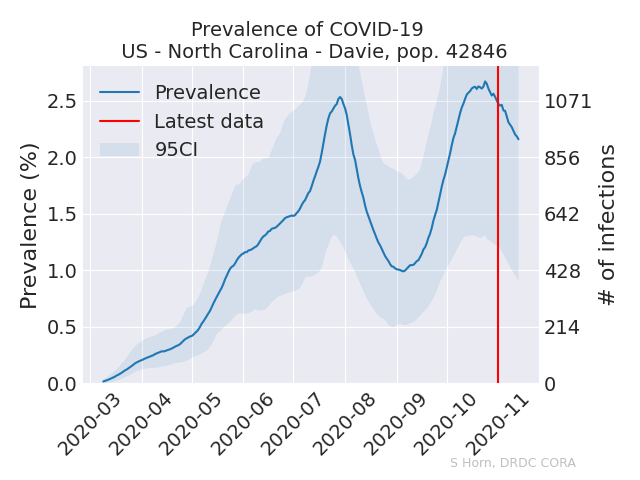 Prevalence of COVID-19
US - North Carolina - Davie, pop. 42846
Prevalence
Latest data
95CI
Prevalence (%)
2.5
2.0
1.5
1.0
0.5
0.0
1071
856
642
428
214
0
# of infections
2020-03
2020-04
2020-05
2020-06
2020-07
2020-08
2020-09
2020-10
2020-11
S Horn, DRDC CORA